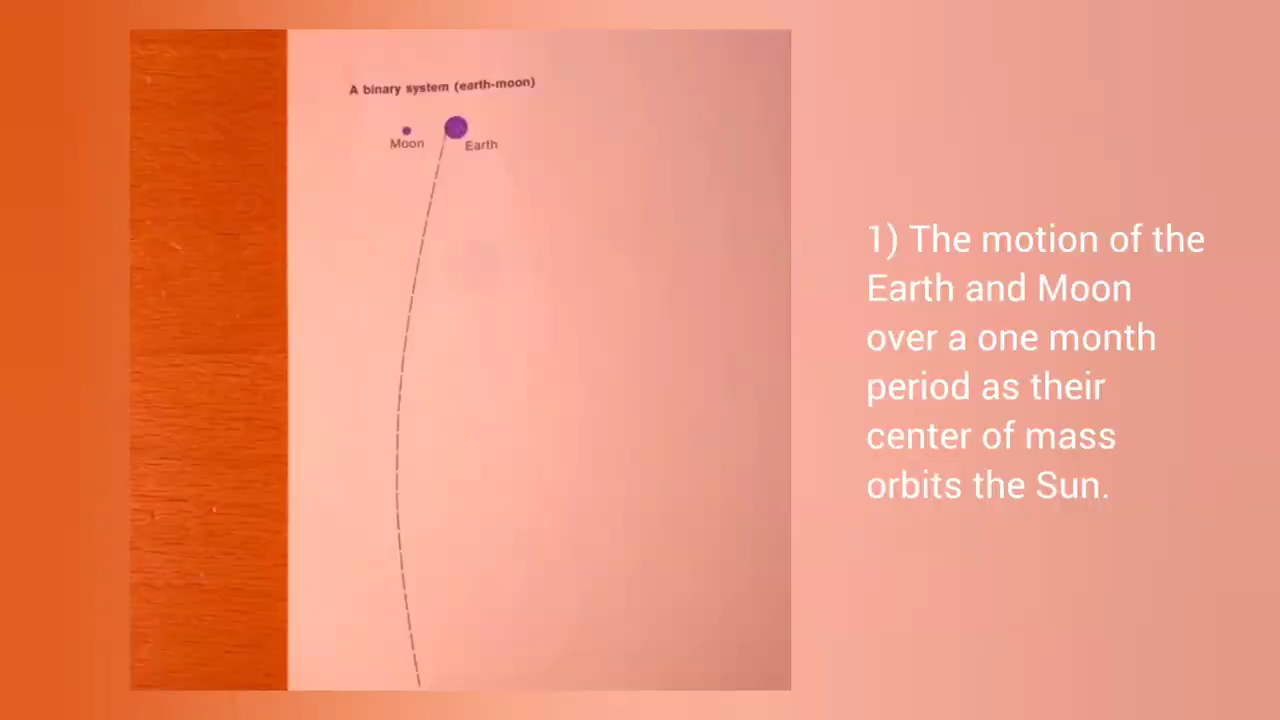 A binary system (earth-moon)
Moon
Earth
1) The motion of the
Earth and Moon
over a one month
period as their
center of mass
orbits the Sun.